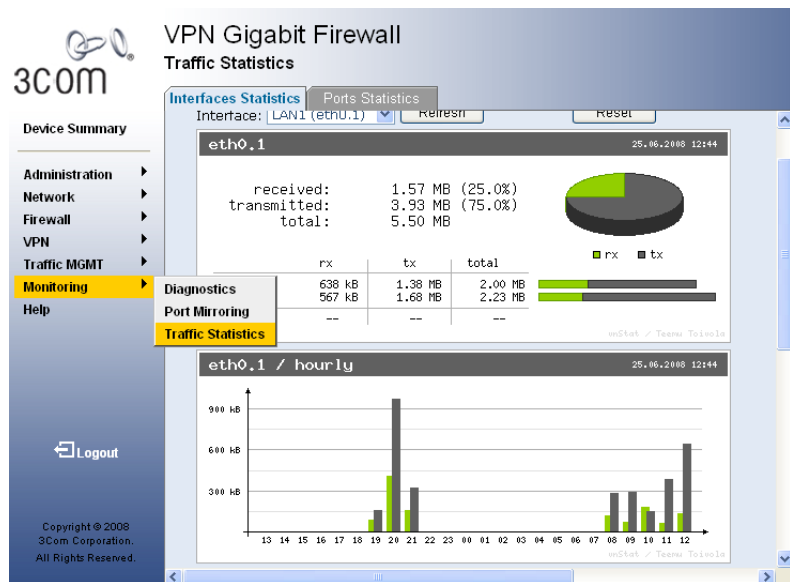 3COM
VPN Gigabit Firewall
Traffic Statistics
Interfaces Statistics
Ports Statistics
Interface: LAN1 (eth0.1)
Refresh
Reset
Device Summary
Administration
Network
Firewall
VPN
Traffic MGMT
Monitoring
Help
Diagnostics
Port Mirroring
Traffic Statistics
Logout
Copyright © 2008
3Com Corporation.
All Rights Reserved.
eth0.1
25.06.2008 12:44
received: 1.57 MB (25.0%)
transmitted: 3.93 MB (75.0%)
total: 5.50 MB
rx tx
rx tx total
638 kB 1.38 MB 2.00 MB
567 kB 1.68 MB 2.23 MB
-- -- --
vnStat / Teemu Toivola
eth0.1 / hourly
25.06.2008 12:44
900 kB
600 kB
300 kB
13 14 15 16 17 18 19 20 21 22 23 00 01 02 03 04 05 06 07 08 09 10 11 12
vnStat / Teemu Toivola